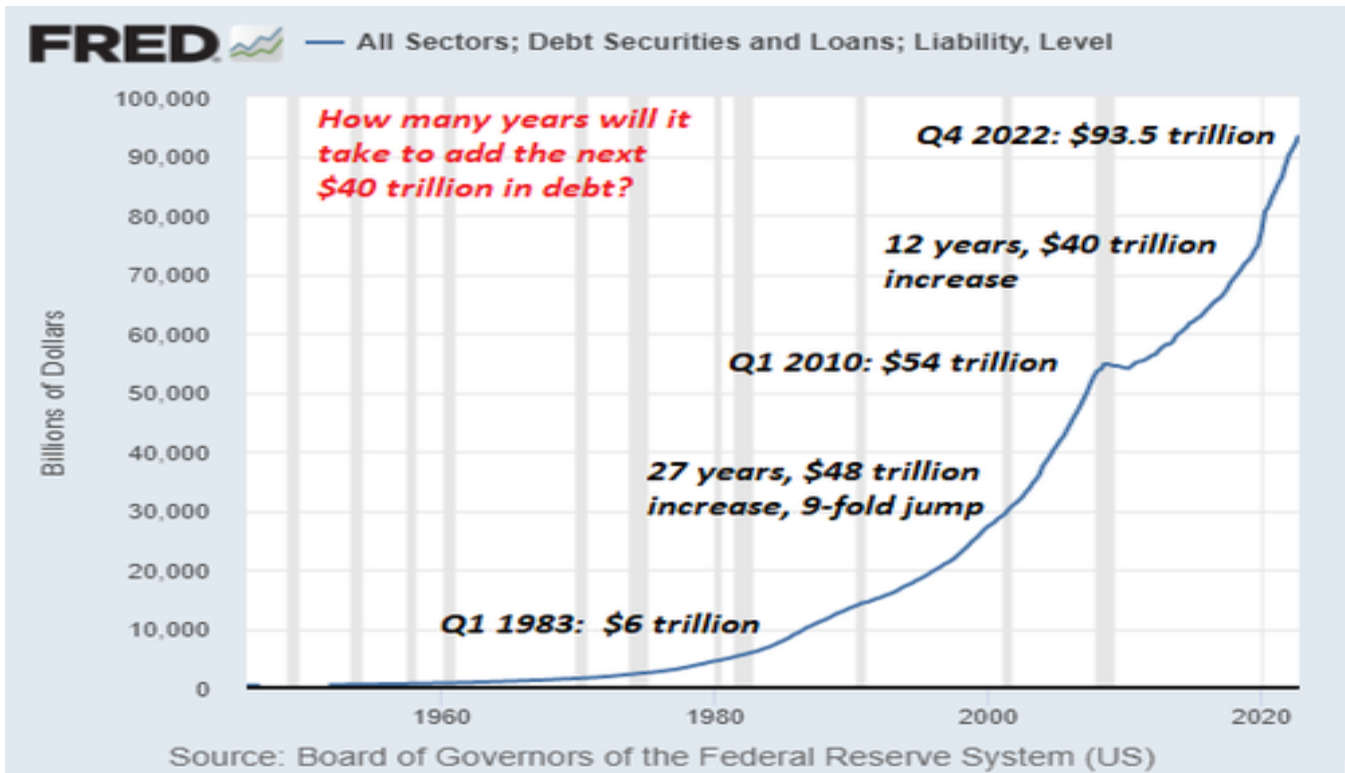 FRED
All Sectors; Debt Securities and Loans; Liability, Level
100,000
90,000
80,000
70,000
60,000
50,000
40,000
30,000
20,000
10,000
0
Billions of Dollars
How many years will it
take to add the next
$40 trillion in debt?
Q4 2022: $93.5 trillion
12 years, $40 trillion
increase
Q1 2010: $54 trillion
27 years, $48 trillion
increase, 9-fold jump
Q1 1983: $6 trillion
1960
1980
2000
2020
Source: Board of Governors of the Federal Reserve System (US)